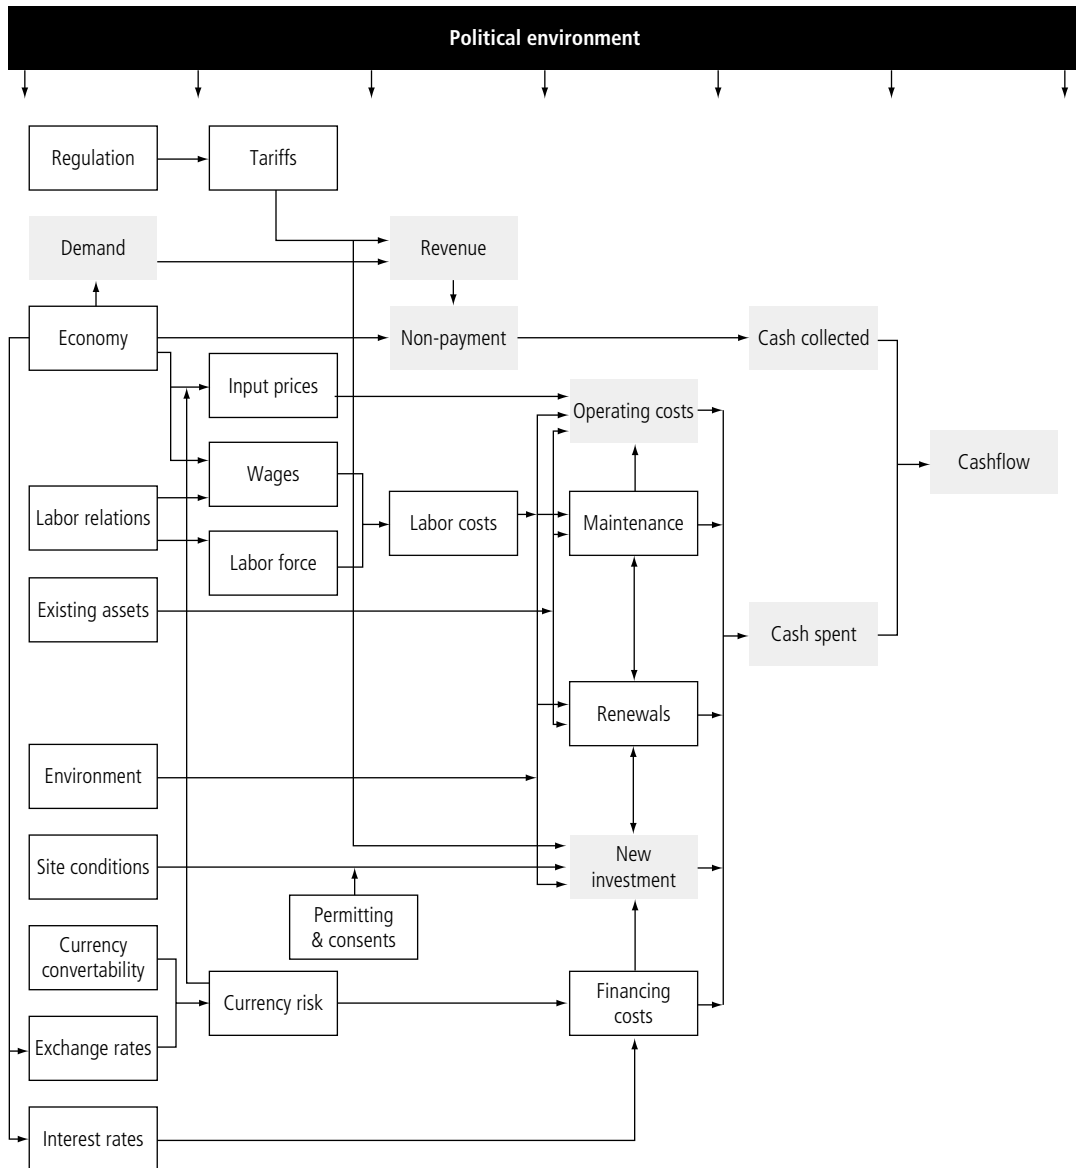 Political environment
Regulation
Tariffs
Demand
Revenue
Economy
Non-payment
Cash collected
Input prices
Operating costs
Wages
Cashflow
Labor relations
Labor costs
Maintenance
Labor force
Existing assets
Cash spent
Renewals
Environment
Site conditions
New
investment
Permitting
& consents
Currency
convertability
Currency risk
Financing
costs
Exchange rates
Interest rates